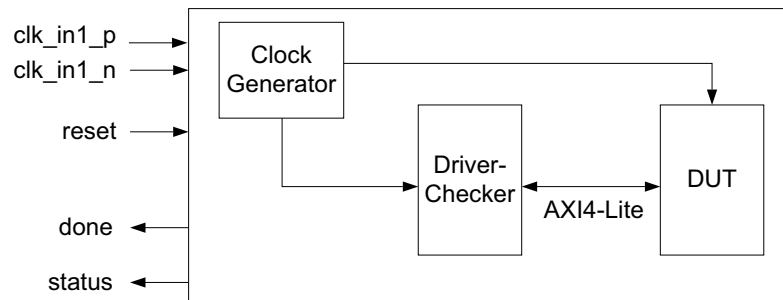 clk_in1_p
clk_in1_n
reset
done
status
Clock
Generator
Driver-
Checker
AXI4-Lite
DUT